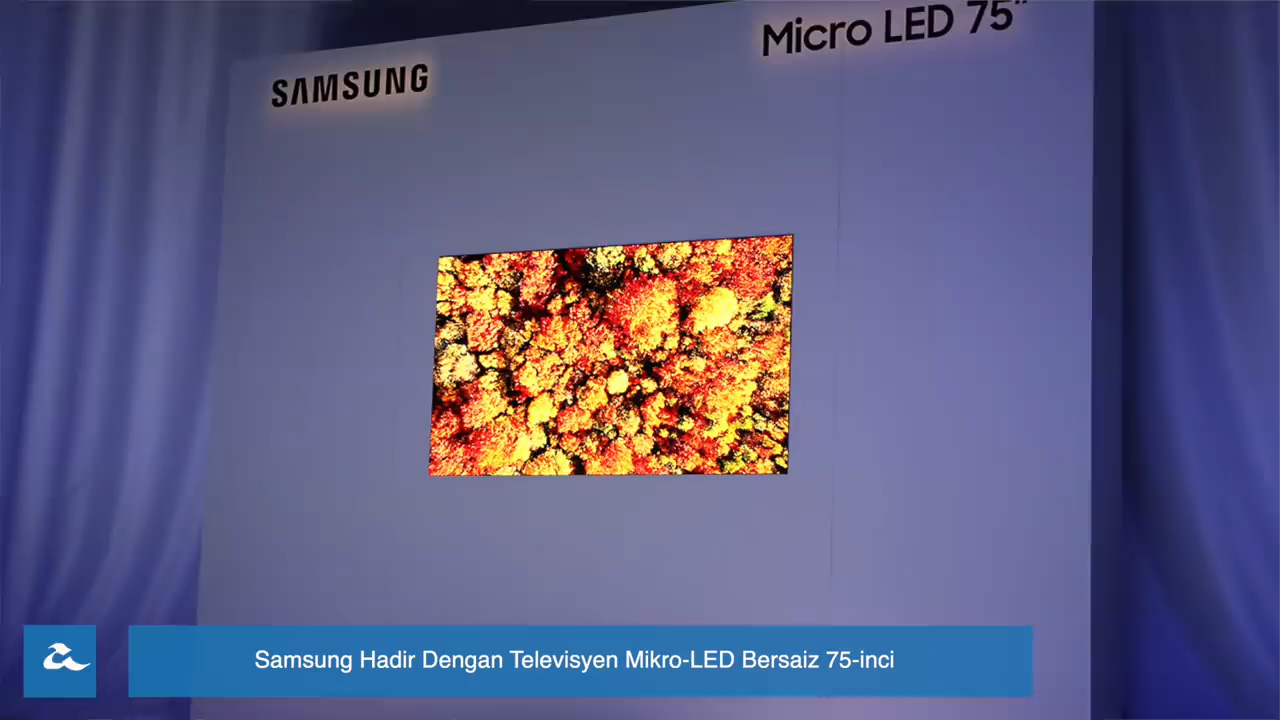 SAMSUNG
Micro LED 75"
Samsung Hadir Dengan Televisyen Mikro-LED Bersaiz 75-inci